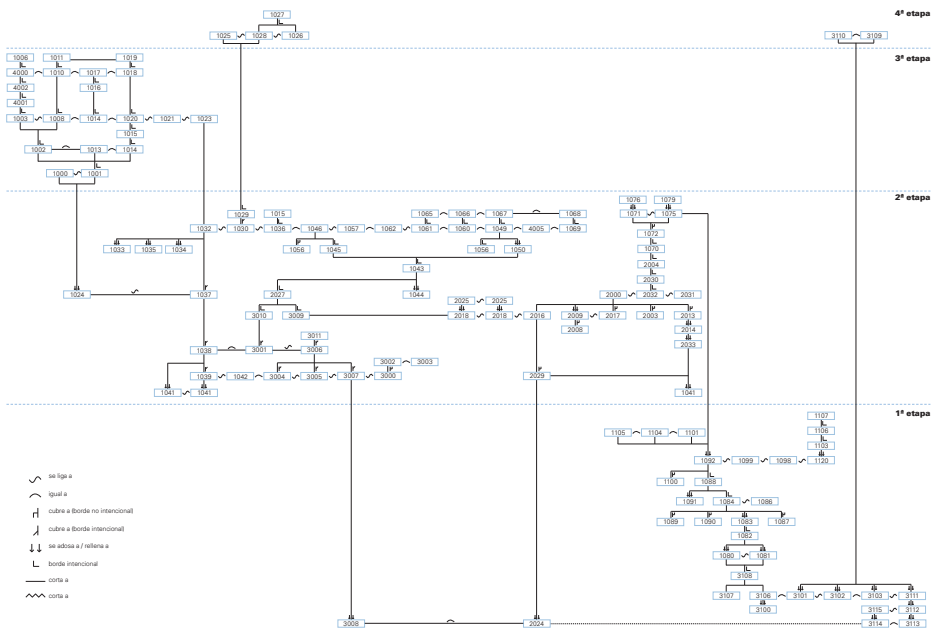 1027
4ª etapa
1025 1028 1026 3110 3109
3ª etapa
1006 1011 1019
4000 1010 1017 1018
4002 1016
4001
1003 1008 1014 1020 1021 1023
1015
1002 1013 1014
1000 1001
2ª etapa
1076 1079
1029 1015 1065 1066 1067 1068 1071 1075
1032 1030 1036 1046 1057 1062 1061 1060 1049 4005 1069
1072
1033 1035 1034 1056 1045 1056 1050 1070
1043 2004
2030
1024 1037 2027 1044 2000 2032 2031
2025 2025
3010 3009 2018 2018 2016 2009 2017 2003 2013
2008 2014
3011
2033
1038 3001 3006
3002 3003
1039 1042 3004 3005 3007 3000 2029
1041 1041 1041
1ª etapa
1107
1106
1105 1104 1101
1103
1092 1099 1098 1120
1100 1088
1091 1084 1086
1089 1090 1083 1087
1082
1080 1081
3108
3107 3106 3101 3102 3103 3111
3100 3115 3112
3008 2024 3114 3113
se liga a
igual a
cubre a (borde no intencional)
cubre a (borde intencional)
se adosa a / rellena a
borde intencional
corta a
corta a